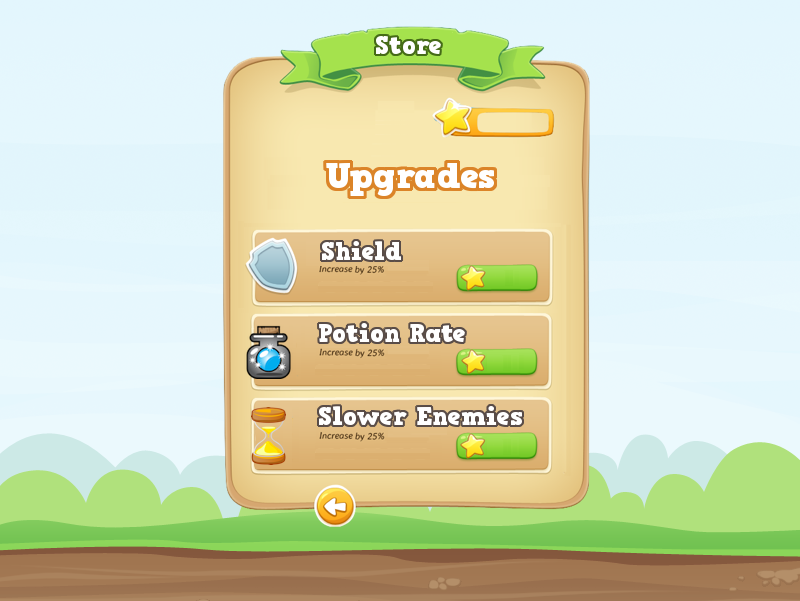 Store
Upgrades
Shield
Increase by 25%
Potion Rate
Increase by 25%
Slower Enemies
Increase by 25%